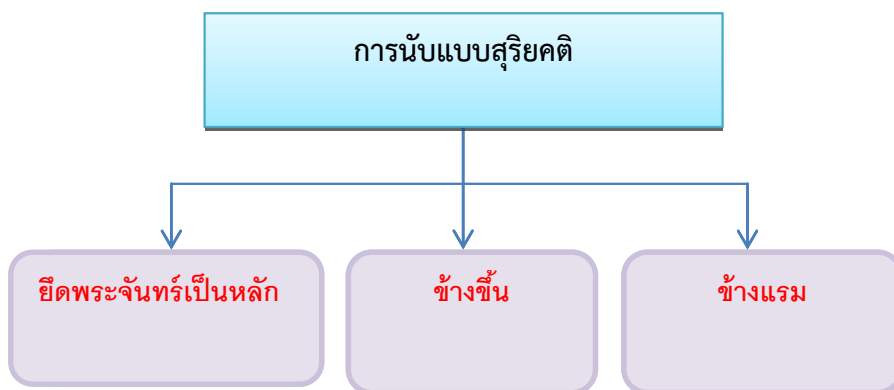 การนับแบบสุริยคติ
ยึดพระจันทร์เป็นหลัก
ข้างขึ้น
ข้างแรม